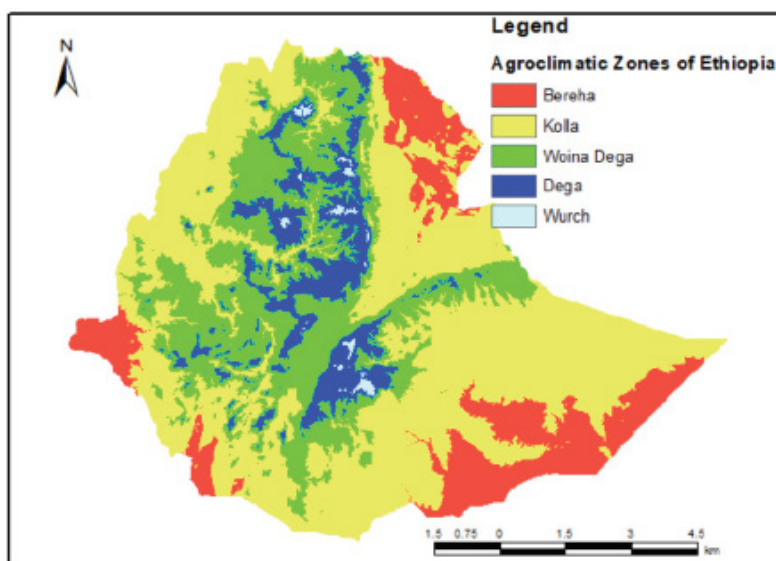 N
Legend
Agroclimatic Zones of Ethiopia
Bereha
Kolla
Woina Dega
Dega
Wurch
1.5 0.75 0 1.5 3 4.5
km